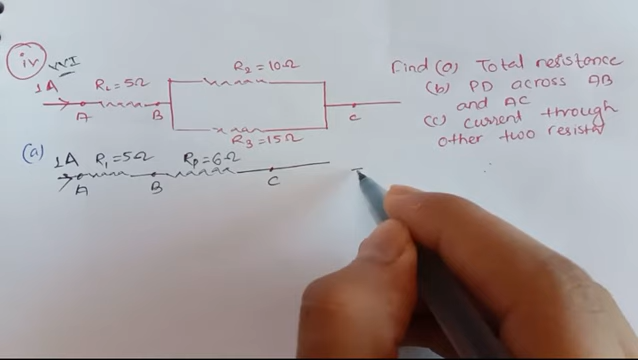 iv VVI
1A R₁=5Ω R₂=10Ω
A B C
R₃=15Ω
Find (a) Total resistance
(b) PD across AB
and AC
(c) current through
other two resists
(a) 1A R₁=5Ω Rp=6Ω
A B C